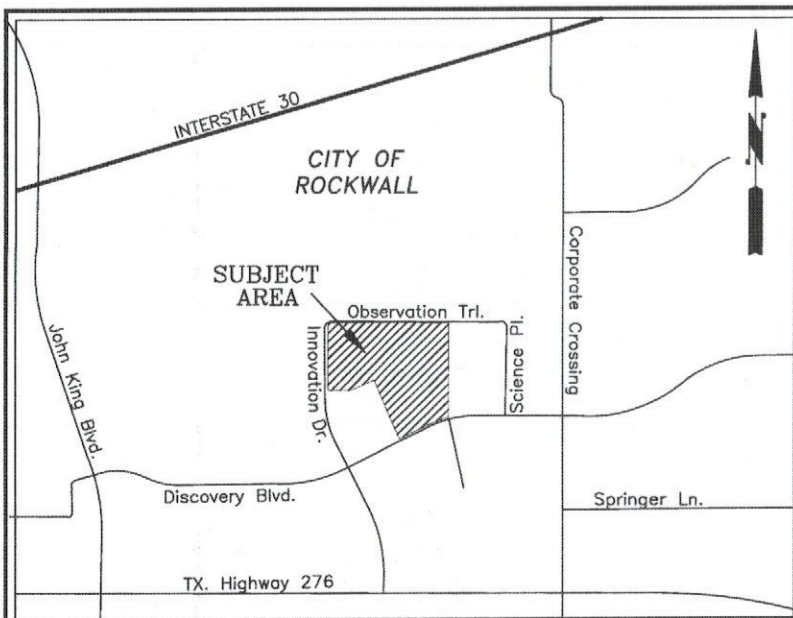 INTERSTATE 30
CITY OF
ROCKWALL
N
SUBJECT
AREA
Observation Trl.
Innovation Dr.
Science Pl.
Corporate Crossing
John King Blvd.
Discovery Blvd.
Springer Ln.
TX. Highway 276